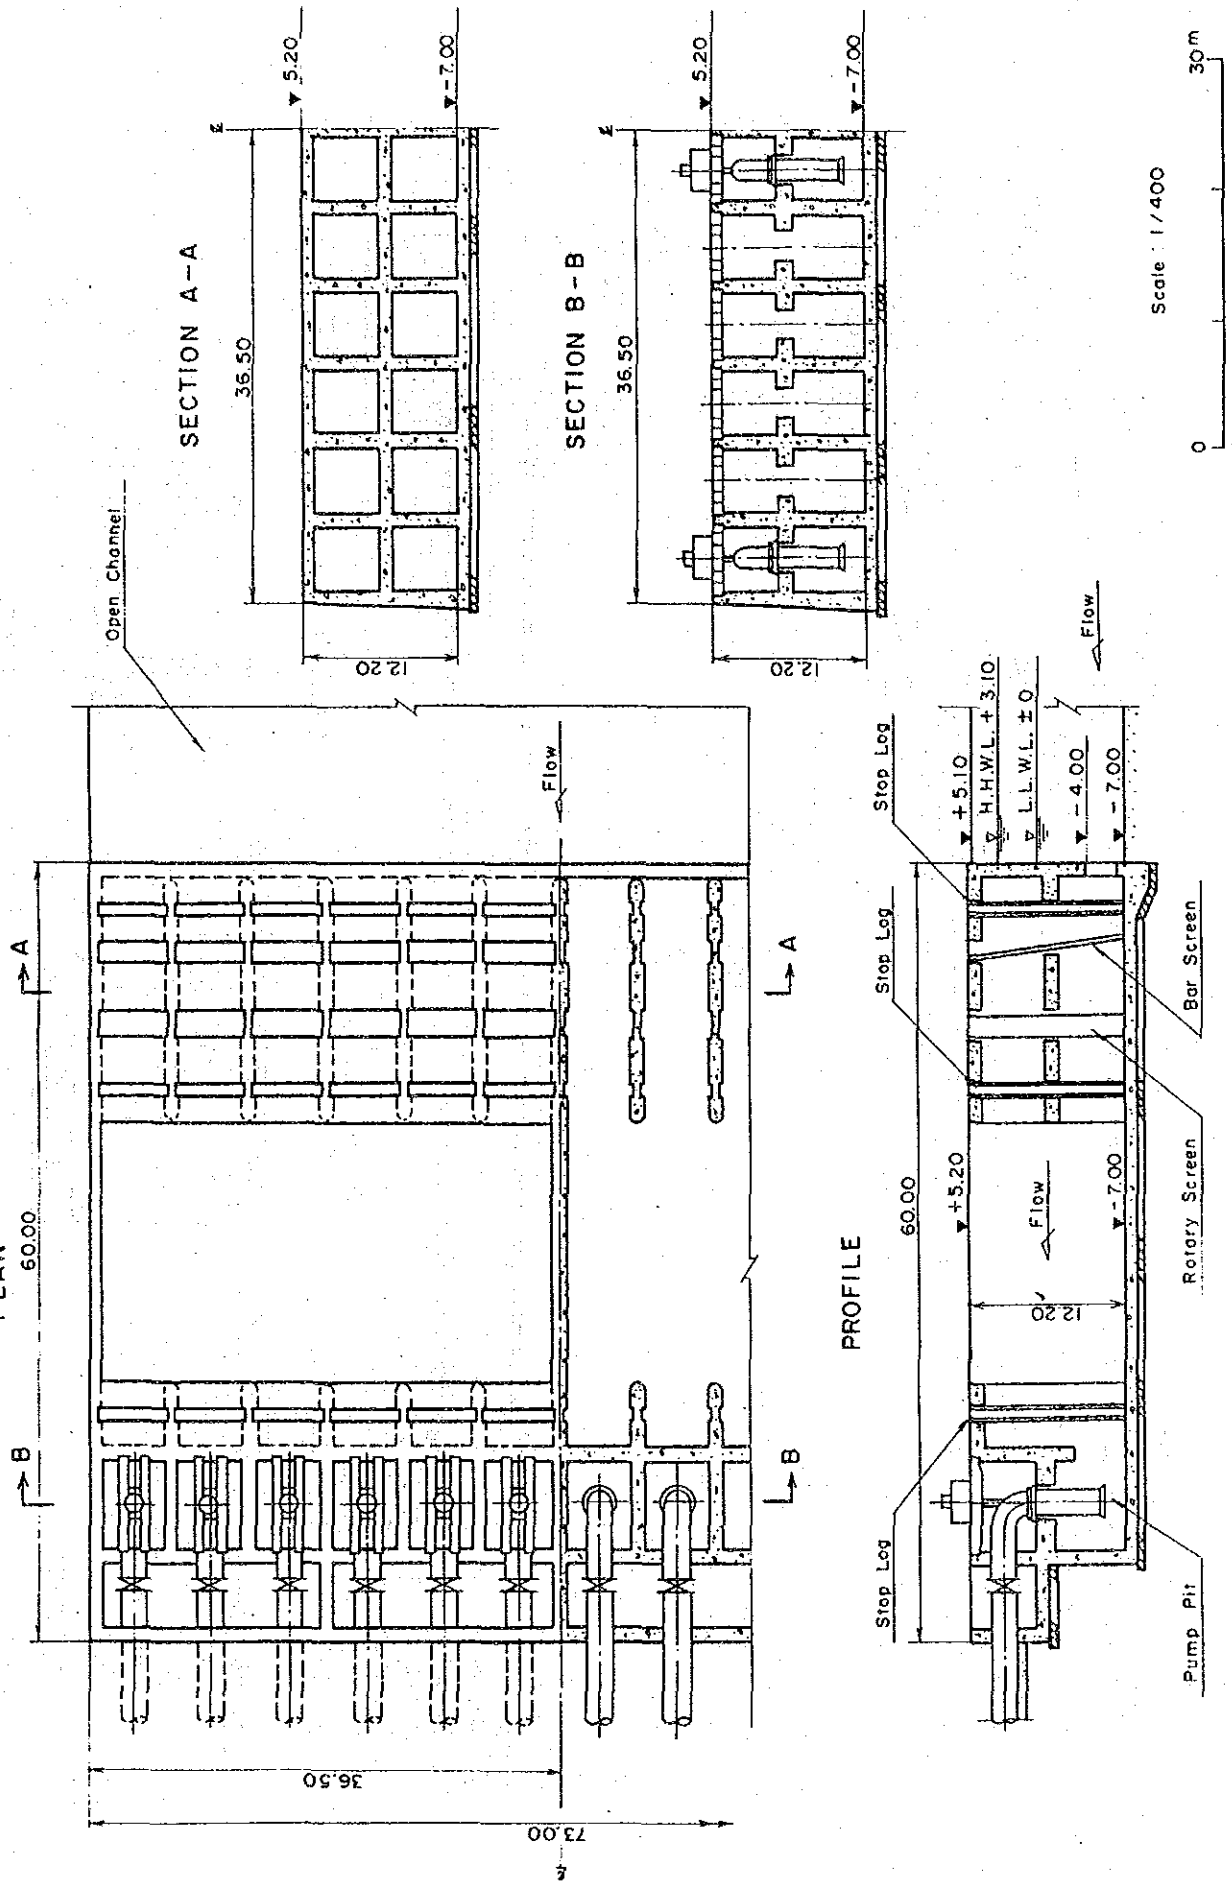 PLAN
60.00
B
A
Open Channel
Flow
36.50
73.00
℄
B
A
SECTION A-A
36.50
℄
5.20
-7.00
12.20
SECTION B-B
36.50
℄
5.20
-7.00
12.20
PROFILE
60.00
Stop Log
Stop Log
Stop Log
+5.20
+5.10
H.H.W.L. +3.10
L.L.W.L. ±0
-4.00
-7.00
-7.00
Flow
Flow
12.20
Pump Pit
Rotary Screen
Bar Screen
Scale : 1/400
0
30m